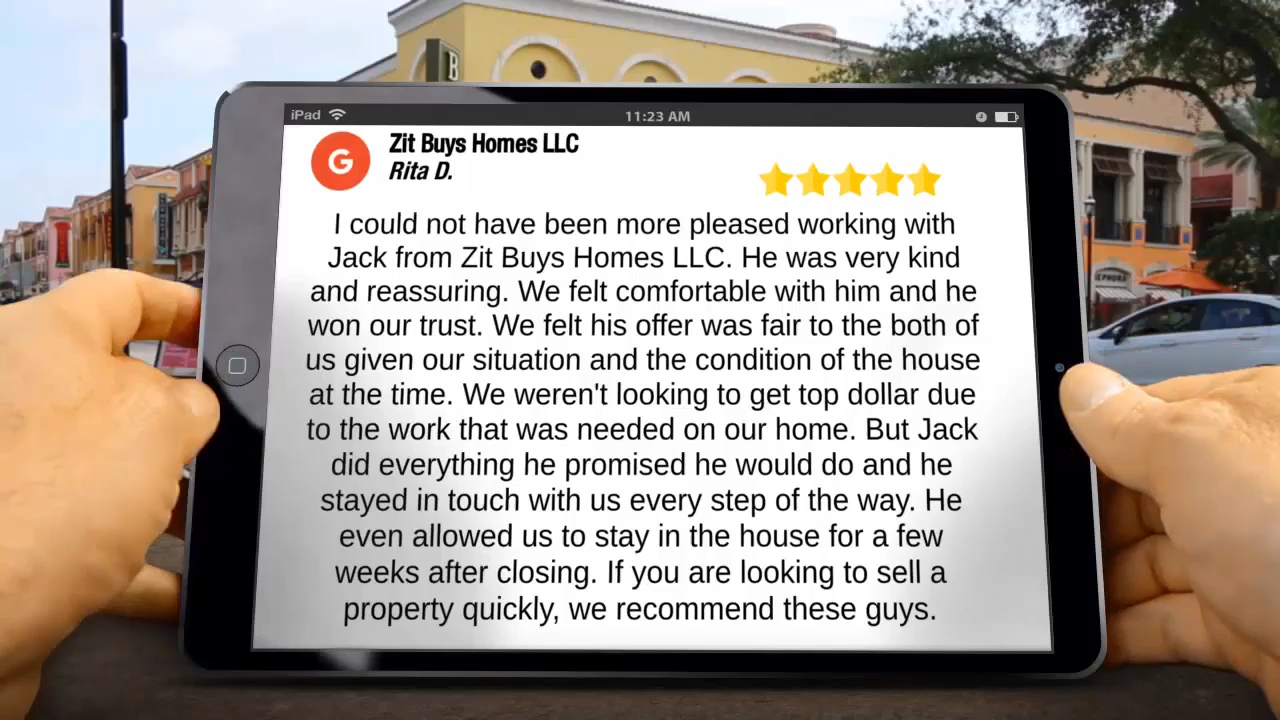 B
iPad
11:23 AM
G
Zit Buys Homes LLC
Rita D.
I could not have been more pleased working with
Jack from Zit Buys Homes LLC. He was very kind
and reassuring. We felt comfortable with him and he
won our trust. We felt his offer was fair to the both of
us given our situation and the condition of the house
at the time. We weren't looking to get top dollar due
to the work that was needed on our home. But Jack
did everything he promised he would do and he
stayed in touch with us every step of the way. He
even allowed us to stay in the house for a few
weeks after closing. If you are looking to sell a
property quickly, we recommend these guys.
SEPHORA